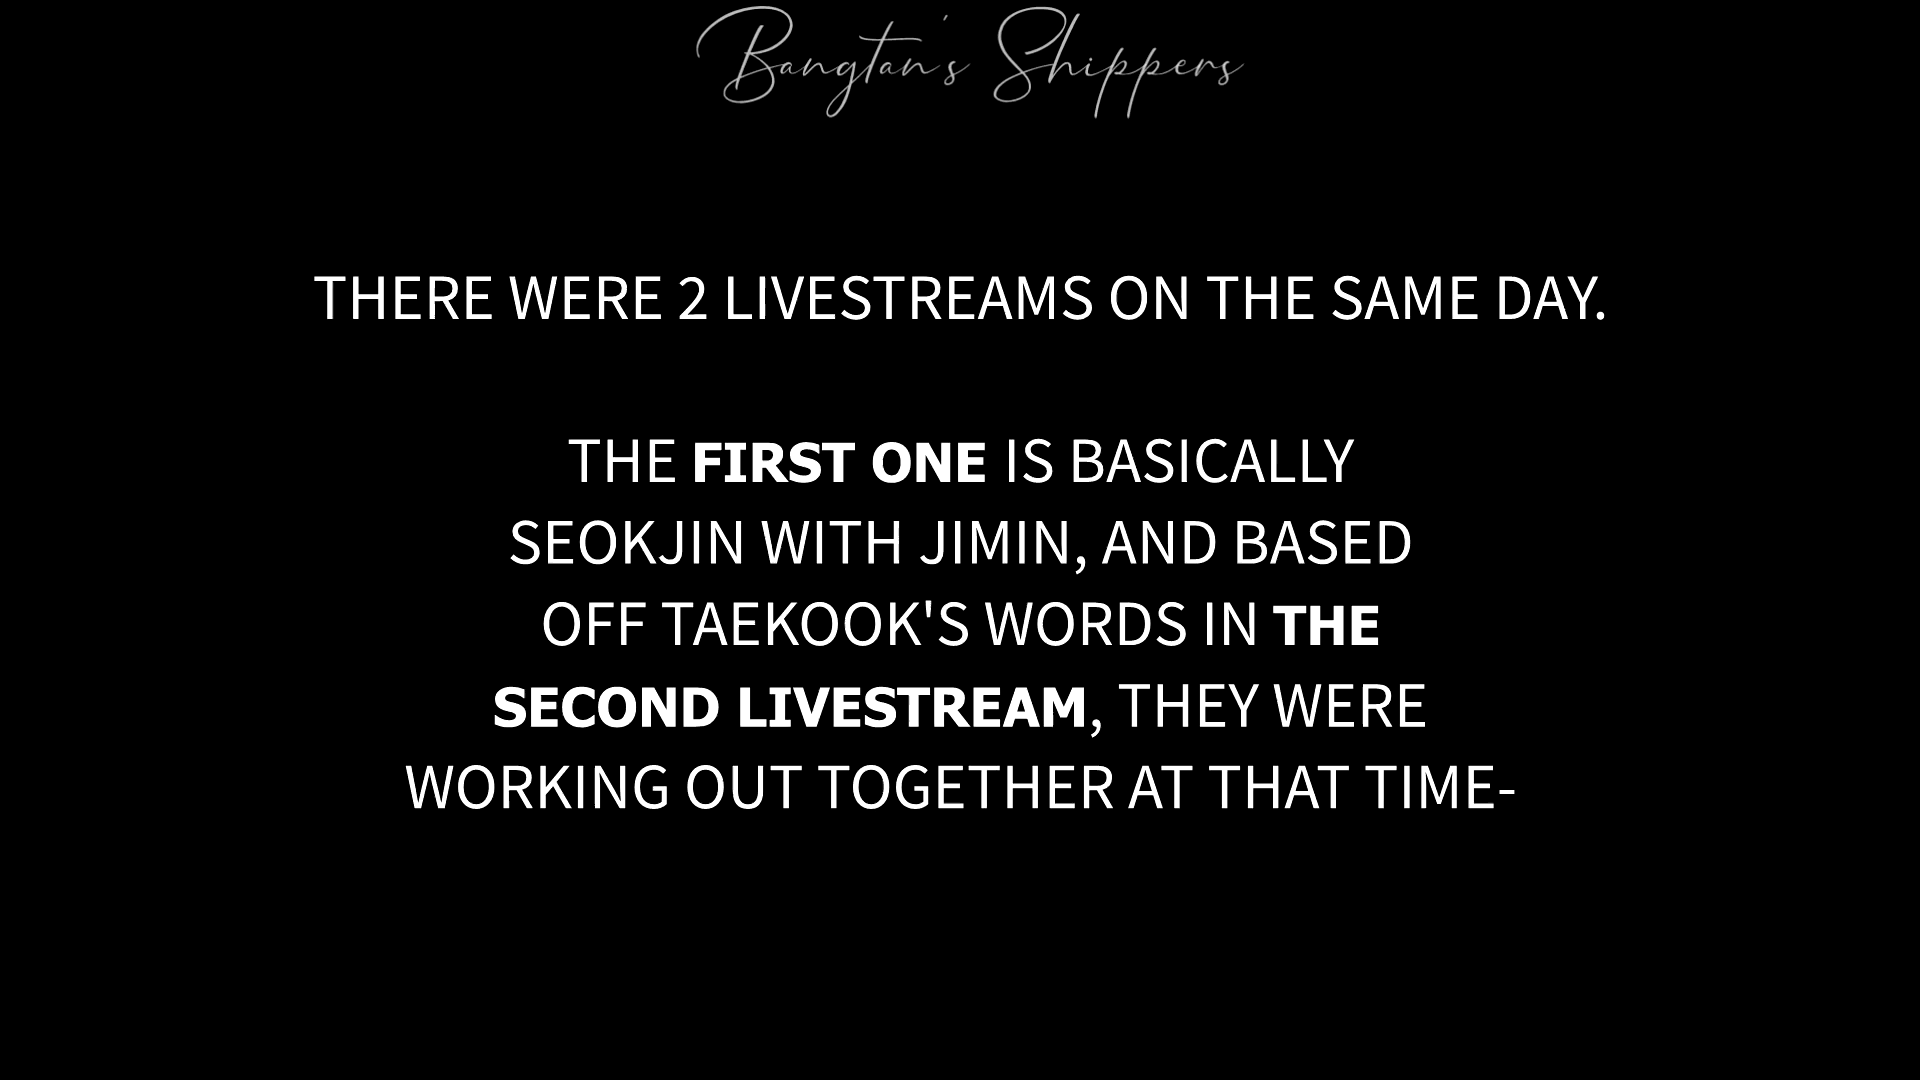 Bangtan's Shippers
THERE WERE 2 LIVESTREAMS ON THE SAME DAY.
THE FIRST ONE IS BASICALLY
SEOKJIN WITH JIMIN, AND BASED
OFF TAEKOOK'S WORDS IN THE
SECOND LIVESTREAM, THEY WERE
WORKING OUT TOGETHER AT THAT TIME-